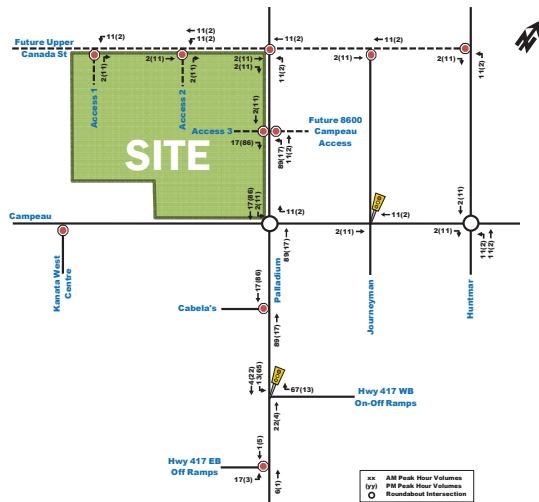 11(2)
11(2)
11(2)
11(2)
11(2)
11(2)
Future Upper
Canada St
2(11)
2(11)
2(11)
2(11)
2(11)
2(11)
2(11)
11(2)
11(2)
Access 1
Access 2
2(11)
Access 3
Future 8600
Campeau
Access
17(86)
89(17)
11(2)
SITE
17(86)
2(11)
11(2)
11(2)
2(11)
Campeau
89(17)
2(11)
2(11)
11(2)
11(2)
Kanata West
Centre
Palladium
Journeyman
Huntmar
17(86)
Cabela's
89(17)
4(22)
13(65)
67(13)
Hwy 417 WB
On-Off Ramps
22(4)
1(5)
Hwy 417 EB
Off Ramps
17(3)
6(1)
xx AM Peak Hour Volumes
(yy) PM Peak Hour Volumes
Roundabout Intersection